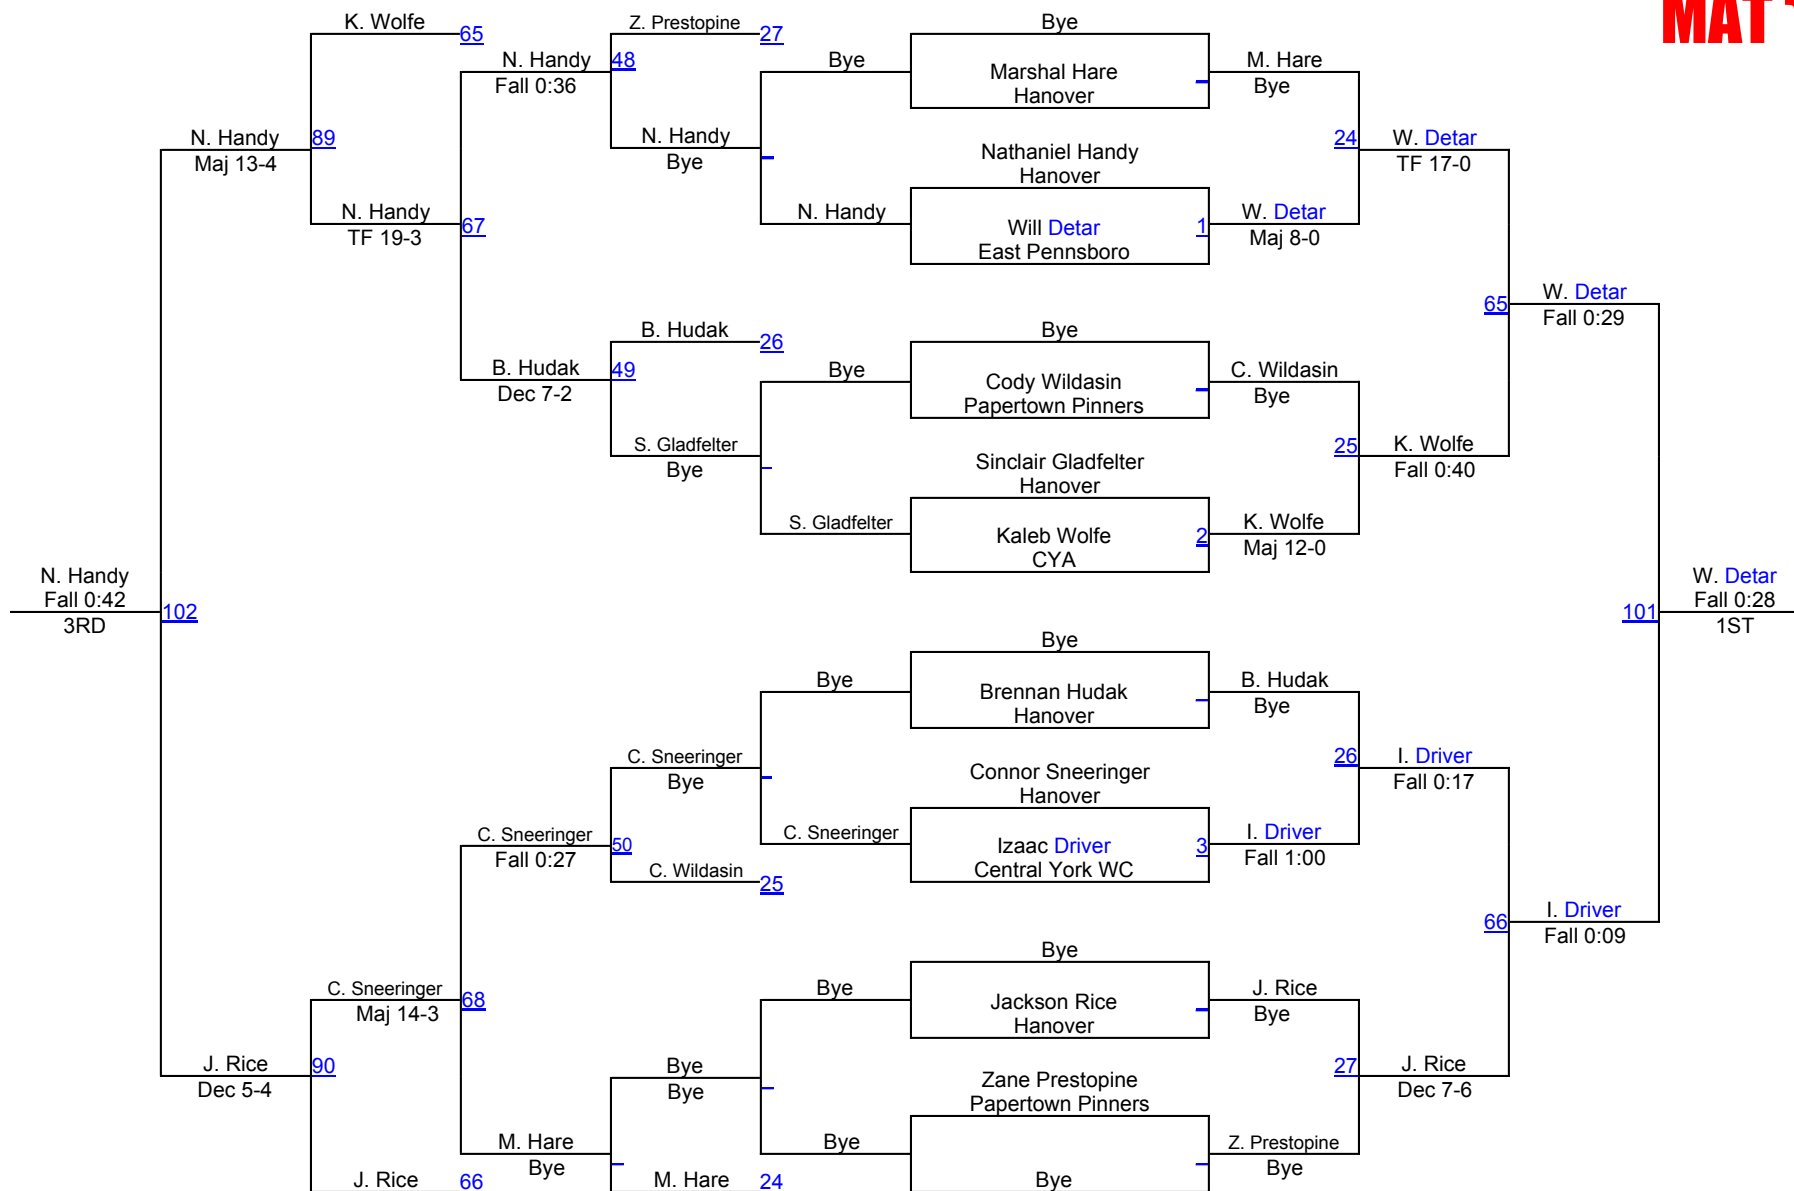 MAT
K. Wolfe
65
Z. Prestopine
27
Bye
N. Handy
Fall 0:36
48
Bye
Marshal Hare
Hanover
M. Hare
Bye
N. Handy
Maj 13-4
89
N. Handy
Bye
Nathaniel Handy
Hanover
24
W. Detar
TF 17-0
N. Handy
TF 19-3
67
N. Handy
Will Detar
East Pennsboro
1
W. Detar
Maj 8-0
65
W. Detar
Fall 0:29
B. Hudak
26
Bye
B. Hudak
Dec 7-2
49
Bye
Cody Wildasin
Papertown Pinners
C. Wildasin
Bye
S. Gladfelter
Bye
Sinclair Gladfelter
Hanover
25
K. Wolfe
Fall 0:40
S. Gladfelter
Kaleb Wolfe
CYA
2
K. Wolfe
Maj 12-0
N. Handy
Fall 0:42
3RD
102
101
W. Detar
Fall 0:28
1ST
Bye
Bye
Brennan Hudak
Hanover
B. Hudak
Bye
C. Sneeringer
Bye
Connor Sneeringer
Hanover
26
I. Driver
Fall 0:17
C. Sneeringer
Fall 0:27
50
C. Sneeringer
Izaac Driver
Central York WC
3
I. Driver
Fall 1:00
C. Wildasin
25
66
I. Driver
Fall 0:09
Bye
C. Sneeringer
Maj 14-3
68
Bye
Jackson Rice
Hanover
J. Rice
Bye
J. Rice
Dec 5-4
90
Bye
Bye
Zane Prestopine
Papertown Pinners
27
J. Rice
Dec 7-6
M. Hare
Bye
Bye
Z. Prestopine
Bye
J. Rice
66
M. Hare
24
Bye